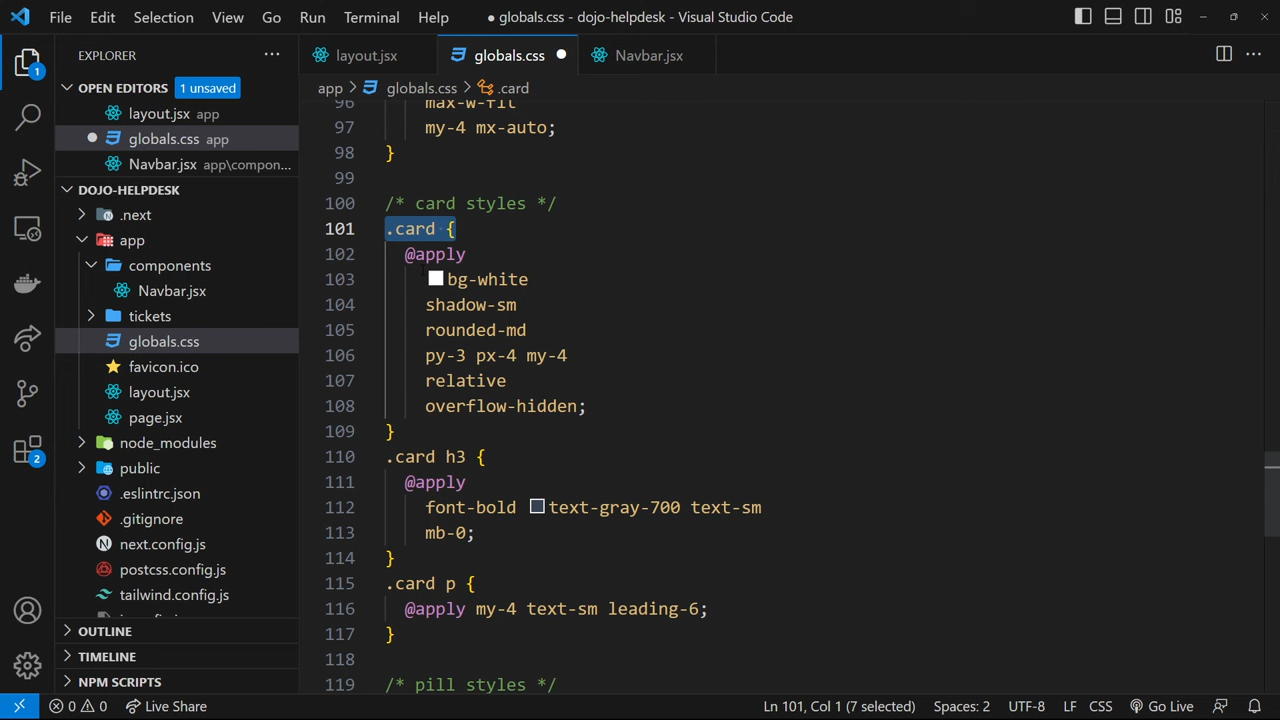 File Edit Selection View Go Run Terminal Help
● globals.css - dojo-helpdesk - Visual Studio Code
EXPLORER
layout.jsx
globals.css
Navbar.jsx
OPEN EDITORS 1 unsaved
layout.jsx app
globals.css app
Navbar.jsx app\compon...
DOJO-HELPDESK
.next
app
components
Navbar.jsx
tickets
globals.css
favicon.ico
layout.jsx
page.jsx
node_modules
public
.eslintrc.json
.gitignore
next.config.js
postcss.config.js
tailwind.config.js
OUTLINE
TIMELINE
NPM SCRIPTS
1
2
app > globals.css > .card
96 max-w-fit
97 my-4 mx-auto;
98 }
99
100 /* card styles */
101 .card {
102 @apply
103 bg-white
104 shadow-sm
105 rounded-md
106 py-3 px-4 my-4
107 relative
108 overflow-hidden;
109 }
110 .card h3 {
111 @apply
112 font-bold text-gray-700 text-sm
113 mb-0;
114 }
115 .card p {
116 @apply my-4 text-sm leading-6;
117 }
118
119 /* pill styles */
0 0 Live Share Ln 101, Col 1 (7 selected) Spaces: 2 UTF-8 LF CSS Go Live